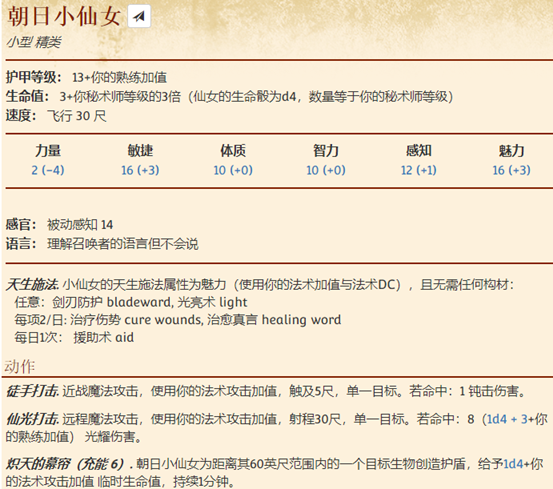 朝日小仙女
小型 精类
护甲等级： 13+你的熟练加值
生命值： 3+你秘术师等级的3倍（仙女的生命骰为d4，数量等于你的秘术师等级）
速度： 飞行 30 尺
力量 敏捷 体质 智力 感知 魅力
2 (−4) 16 (+3) 10 (+0) 10 (+0) 12 (+1) 16 (+3)
感官： 被动感知 14
语言： 理解召唤者的语言但不会说
天生施法. 小仙女的天生施法属性为魅力（使用你的法术加值与法术DC），且无需任何构材：
任意：剑刃防护 bladeward, 光亮术 light
每项2/日: 治疗伤势 cure wounds, 治愈真言 healing word
每日1次： 援助术 aid
动作
徒手打击. 近战魔法攻击，使用你的法术攻击加值，触及5尺，单一目标。若命中：1 钝击伤害。
仙光打击. 远程魔法攻击，使用你的法术攻击加值，射程30尺，单一目标。若命中：8（1d4 + 3+你
的熟练加值） 光耀伤害。
炽天的幕帘（充能 6）. 朝日小仙女为距离其60英尺范围内的一个目标生物创造护盾，给予1d4+你
的法术攻击加值 临时生命值，持续1分钟。